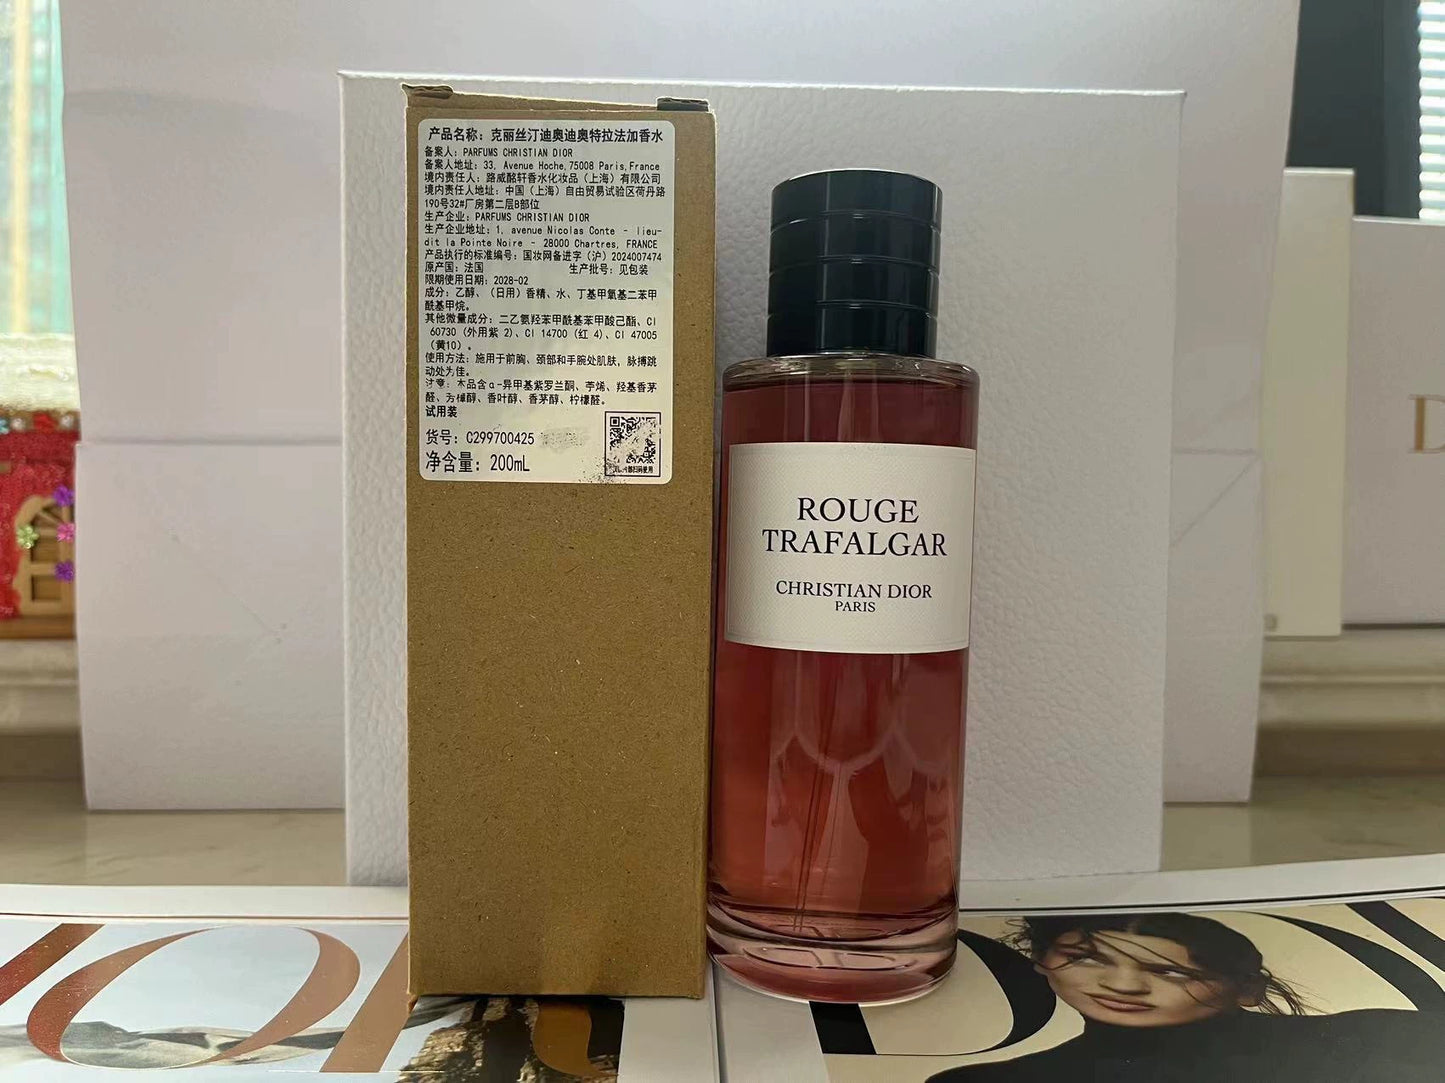 产品名称：克丽丝汀迪奥迪奥特拉法加香水
备案人：PARFUMS CHRISTIAN DIOR
备案人地址：33, Avenue Hoche,75008 Paris,France
境内责任人：路威酩轩香水化妆品（上海）有限公司
境内责任人地址：中国（上海）自由贸易试验区荷丹路
190号32#厂房第二层B部位
生产企业：PARFUMS CHRISTIAN DIOR
生产企业地址：1, avenue Nicolas Conte – lieu-
dit la Pointe Noire – 28000 Chartres, FRANCE
产品执行的标准编号：国妆网备进字（沪）2024007474
原产国：法国 生产批号：见包装
限期使用日期：2028-02
成分：乙醇、（日用）香精、水、丁基甲氧基二苯甲
酰基甲烷。
其他微量成分：二乙氨羟苯甲酰基苯甲酸己酯、CI
60730（外用紫 2）、CI 14700（红 4）、CI 47005
（黄10）。
使用方法：施用于前胸、颈部和手腕处肌肤，脉搏跳
动处为佳。
注意：本品含α-异甲基紫罗兰酮、苧烯、羟基香茅
醛、芳樟醇、香叶醇、香茅醇、柠檬醛。
试用装
货号：C299700425
净含量：200mL
ROUGE
TRAFALGAR
CHRISTIAN DIOR
PARIS